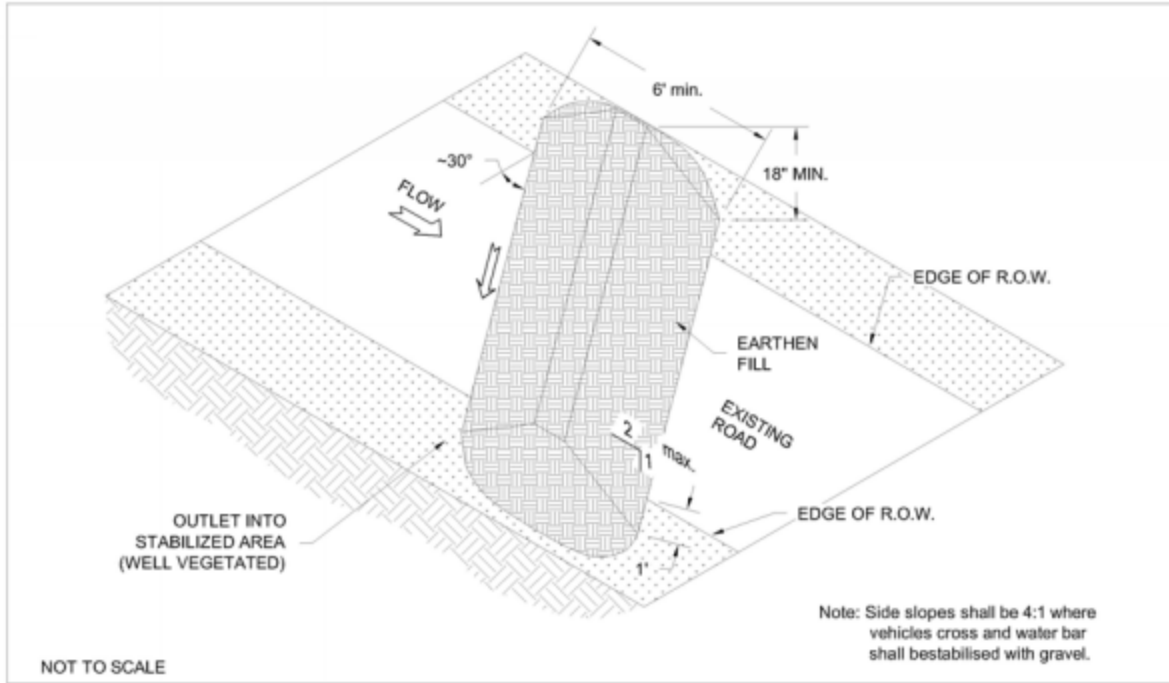 6' min.
18" MIN.
~30°
FLOW
EDGE OF R.O.W.
EARTHEN
FILL
EXISTING
ROAD
2
1
max.
EDGE OF R.O.W.
OUTLET INTO
STABILIZED AREA
(WELL VEGETATED)
1'
Note: Side slopes shall be 4:1 where
vehicles cross and water bar
shall bestabilised with gravel.
NOT TO SCALE